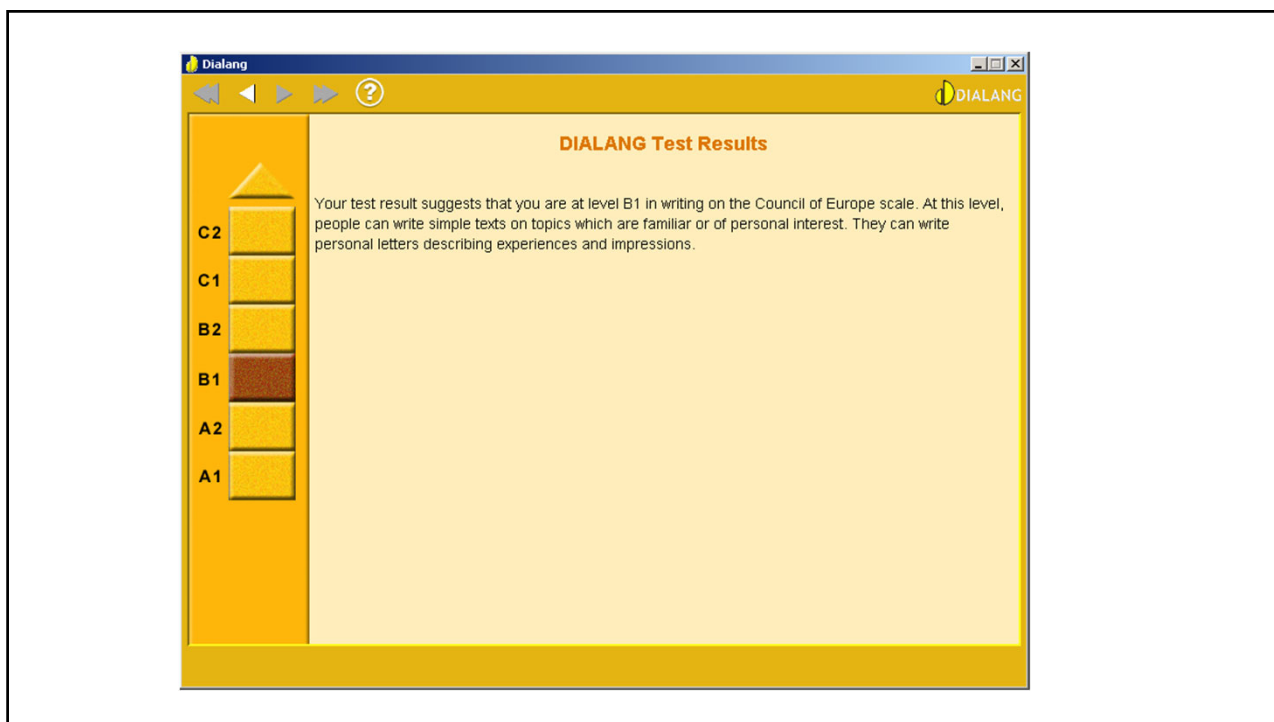 Dialang
DIALANG
DIALANG Test Results
Your test result suggests that you are at level B1 in writing on the Council of Europe scale. At this level,
people can write simple texts on topics which are familiar or of personal interest. They can write
personal letters describing experiences and impressions.
C2
C1
B2
B1
A2
A1